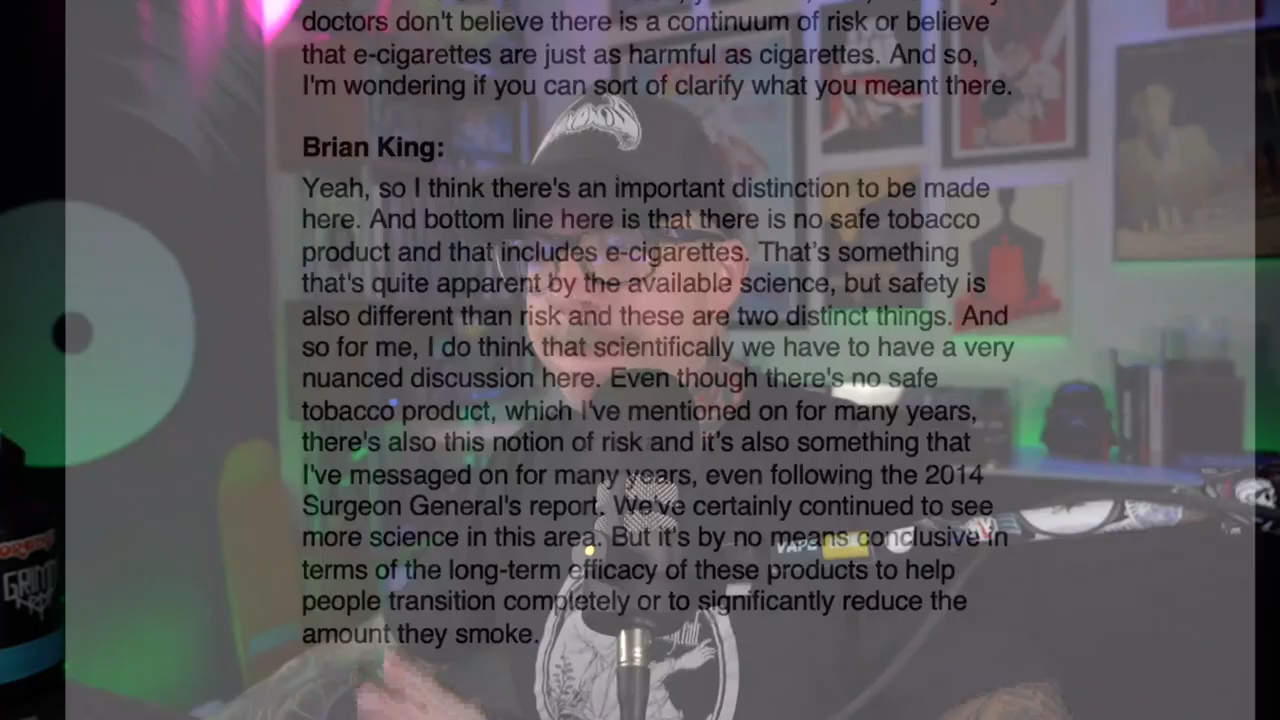 doctors don't believe there is a continuum of risk or believe
that e-cigarettes are just as harmful as cigarettes. And so,
I'm wondering if you can sort of clarify what you meant there.
Brian King:
Yeah, so I think there's an important distinction to be made
here. And bottom line here is that there is no safe tobacco
product and that includes e-cigarettes. That's something
that's quite apparent by the available science, but safety is
also different than risk and these are two distinct things. And
so for me, I do think that scientifically we have to have a very
nuanced discussion here. Even though there's no safe
tobacco product, which I've mentioned on for many years,
there's also this notion of risk and it's also something that
I've messaged on for many years, even following the 2014
Surgeon General's report. We've certainly continued to see
more science in this area. But it's by no means conclusive in
terms of the long-term efficacy of these products to help
people transition completely or to significantly reduce the
amount they smoke.
VAPE
GRIND